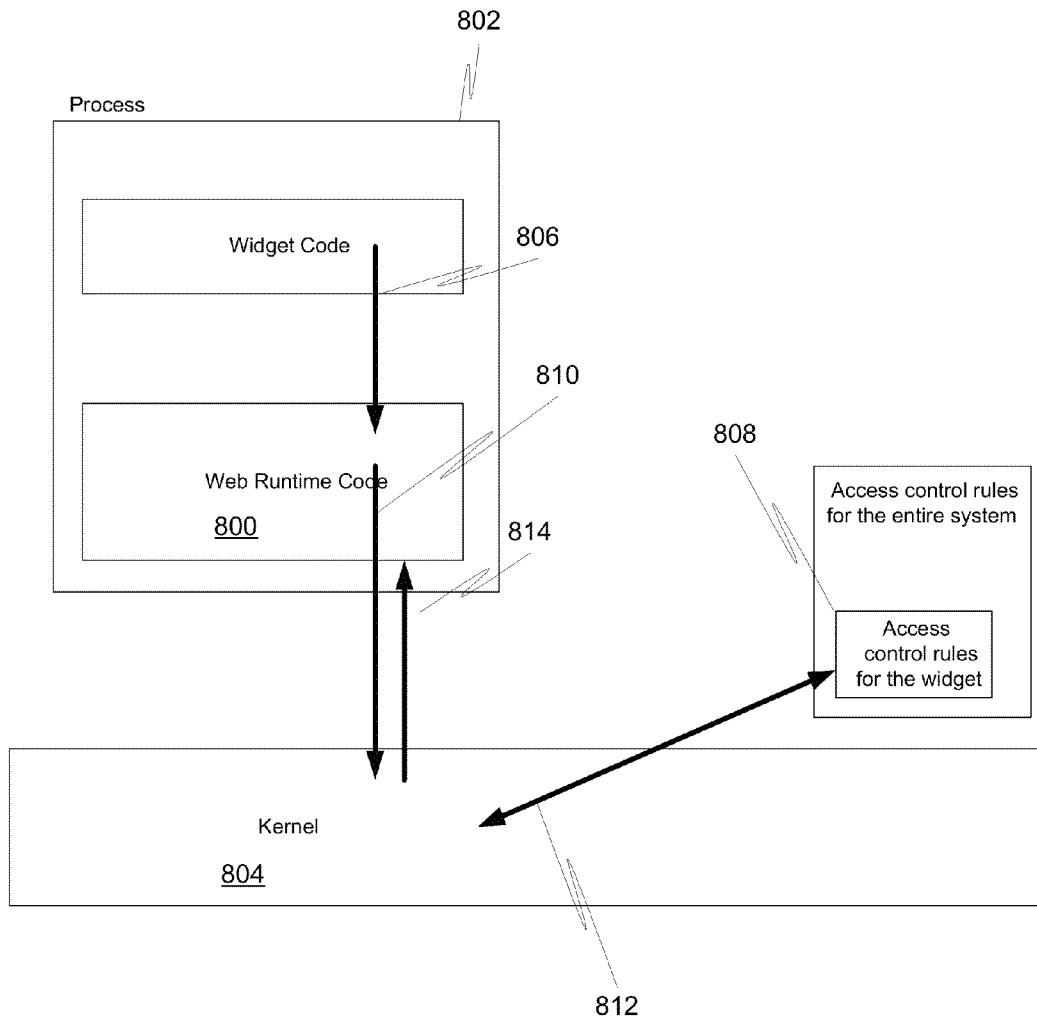 802
Process
Widget Code
806
810
808
Web Runtime Code
800
814
Access control rules
for the entire system
Access
control rules
for the widget
Kernel
804
812